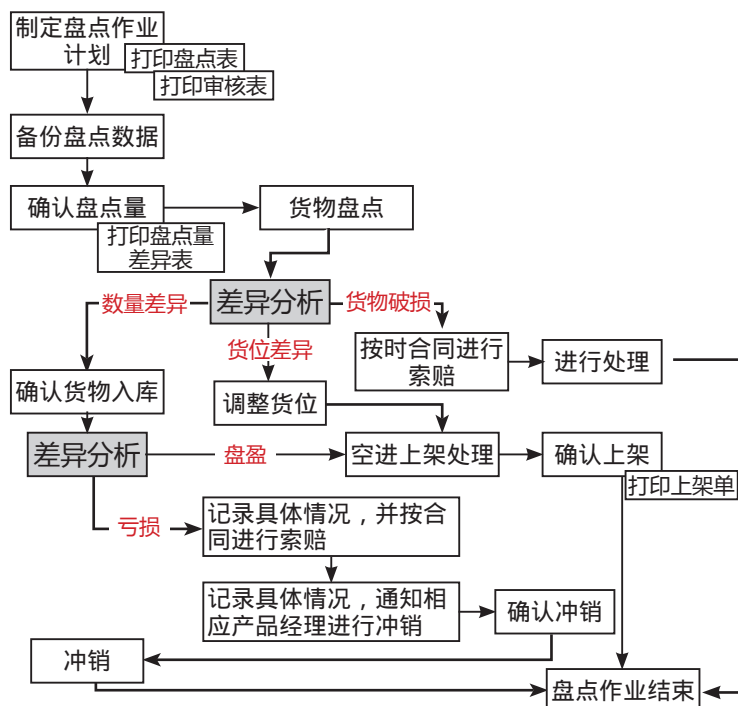 制定盘点作业
计划
打印盘点表
打印审核表
备份盘点数据
确认盘点量
货物盘点
打印盘点量
差异表
数量差异
差异分析
货物破损
货位差异
按时合同进行
索赔
进行处理
确认货物入库
调整货位
差异分析
盘盈
空进上架处理
确认上架
打印上架单
亏损
记录具体情况，并按合
同进行索赔
记录具体情况，通知相
应产品经理进行冲销
确认冲销
冲销
盘点作业结束